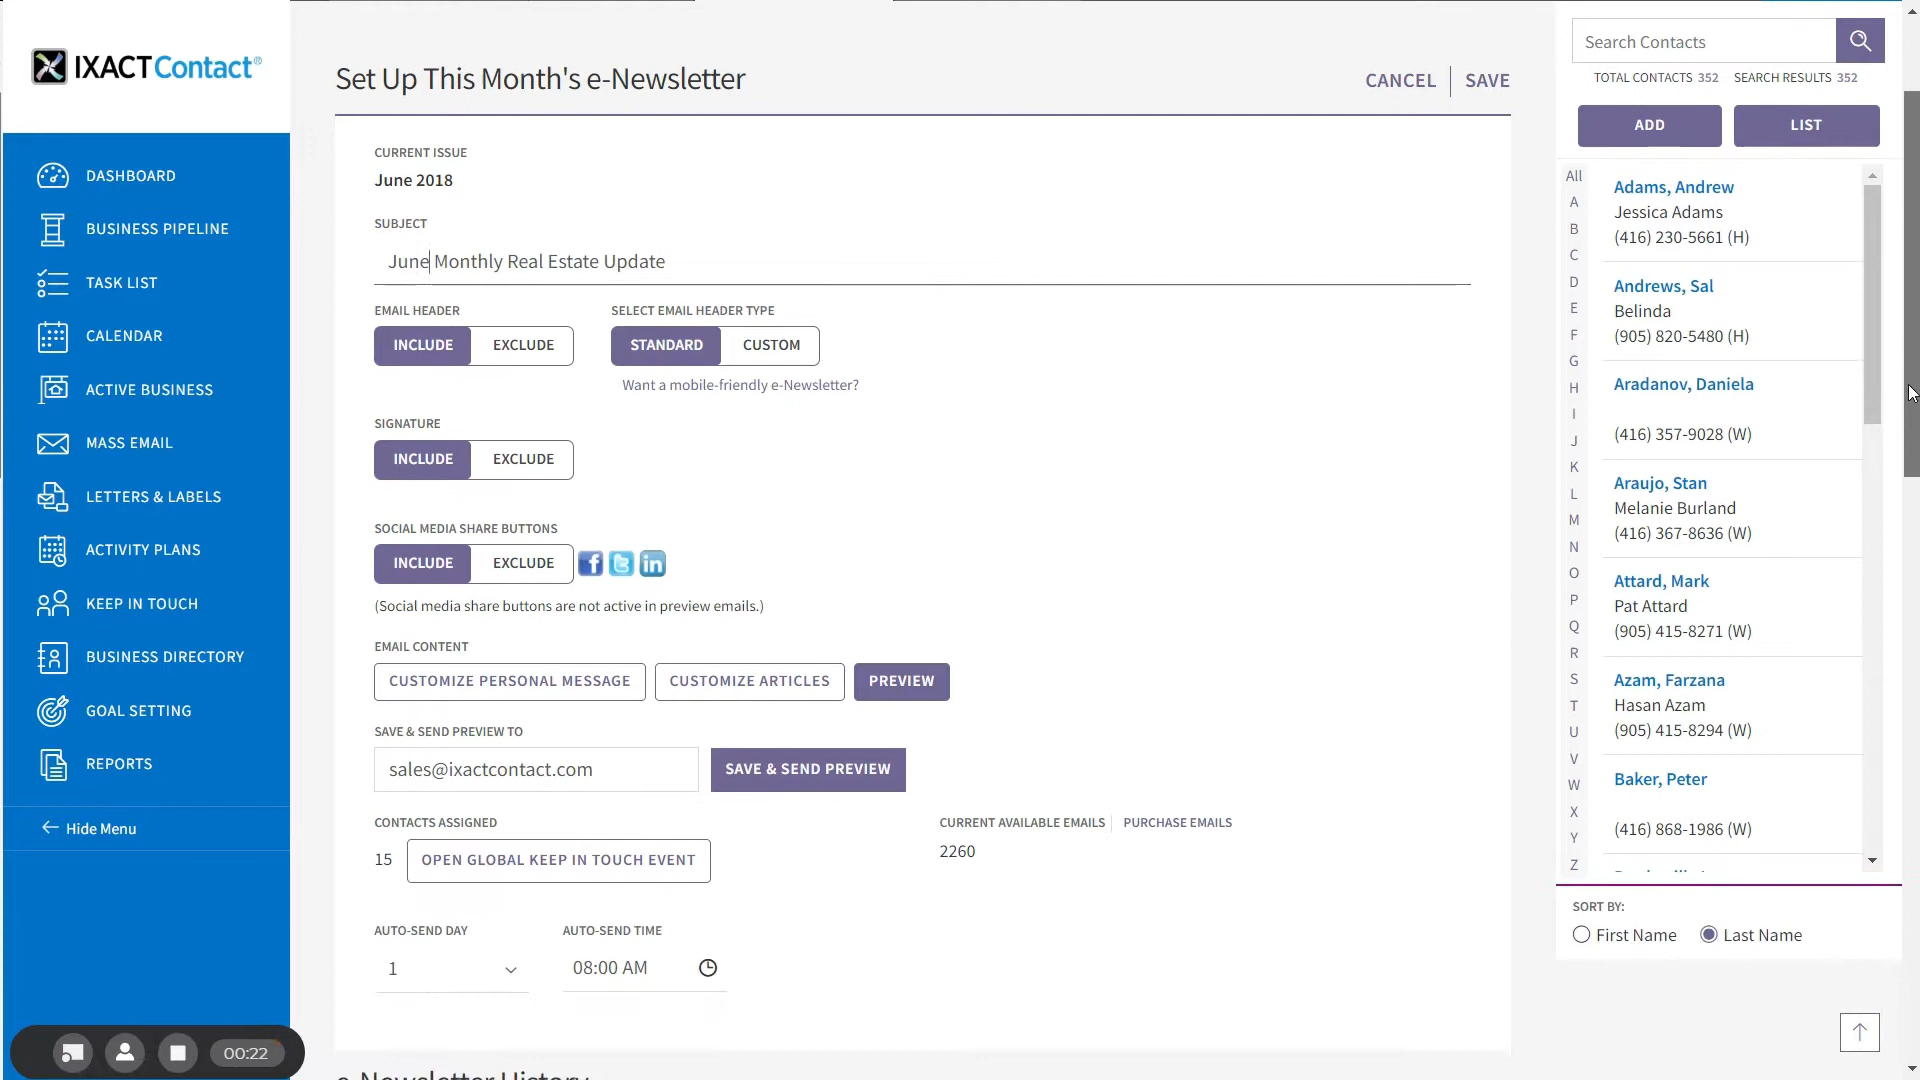 IXACTContact®
DASHBOARD
BUSINESS PIPELINE
TASK LIST
CALENDAR
ACTIVE BUSINESS
MASS EMAIL
LETTERS & LABELS
ACTIVITY PLANS
KEEP IN TOUCH
BUSINESS DIRECTORY
GOAL SETTING
REPORTS
Hide Menu
00:22
Set Up This Month's e-Newsletter
CANCEL SAVE
CURRENT ISSUE
June 2018
SUBJECT
June Monthly Real Estate Update
EMAIL HEADER SELECT EMAIL HEADER TYPE
INCLUDE EXCLUDE STANDARD CUSTOM
Want a mobile-friendly e-Newsletter?
SIGNATURE
INCLUDE EXCLUDE
SOCIAL MEDIA SHARE BUTTONS
INCLUDE EXCLUDE f t in
(Social media share buttons are not active in preview emails.)
EMAIL CONTENT
CUSTOMIZE PERSONAL MESSAGE CUSTOMIZE ARTICLES PREVIEW
SAVE & SEND PREVIEW TO
sales@ixactcontact.com SAVE & SEND PREVIEW
CONTACTS ASSIGNED CURRENT AVAILABLE EMAILS PURCHASE EMAILS
15 OPEN GLOBAL KEEP IN TOUCH EVENT 2260
AUTO-SEND DAY AUTO-SEND TIME
1 08:00 AM
e-Newsletter History
Search Contacts
TOTAL CONTACTS 352 SEARCH RESULTS 352
ADD LIST
All
A
B
C
D
E
F
G
H
I
J
K
L
M
N
O
P
Q
R
S
T
U
V
W
X
Y
Z
Adams, Andrew
Jessica Adams
(416) 230-5661 (H)
Andrews, Sal
Belinda
(905) 820-5480 (H)
Aradanov, Daniela
(416) 357-9028 (W)
Araujo, Stan
Melanie Burland
(416) 367-8636 (W)
Attard, Mark
Pat Attard
(905) 415-8271 (W)
Azam, Farzana
Hasan Azam
(905) 415-8294 (W)
Baker, Peter
(416) 868-1986 (W)
SORT BY:
First Name Last Name